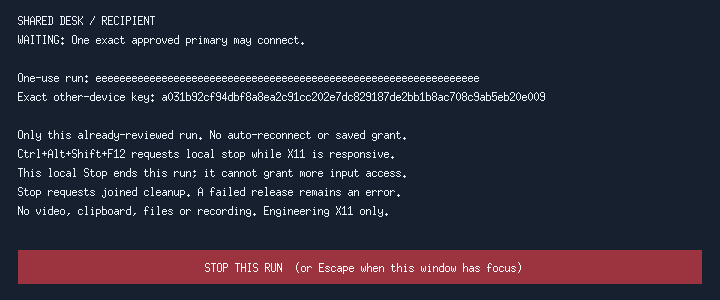 SHARED DESK / RECIPIENT
WAITING: One exact approved primary may connect.
One-use run: eeeeeeeeeeeeeeeeeeeeeeeeeeeeeeeeeeeeeeeeeeeeeeeeeeeeeeeeeeeeeeee
Exact other-device key: a031b92cf94dbf8a8ea2c91cc202e7dc829187de2bb1b8ac708c9ab5eb20e009
Only this already-reviewed run. No auto-reconnect or saved grant.
Ctrl+Alt+Shift+F12 requests local stop while X11 is responsive.
This local Stop ends this run; it cannot grant more input access.
Stop requests joined cleanup. A failed release remains an error.
No video, clipboard, files or recording. Engineering X11 only.
STOP THIS RUN (or Escape when this window has focus)